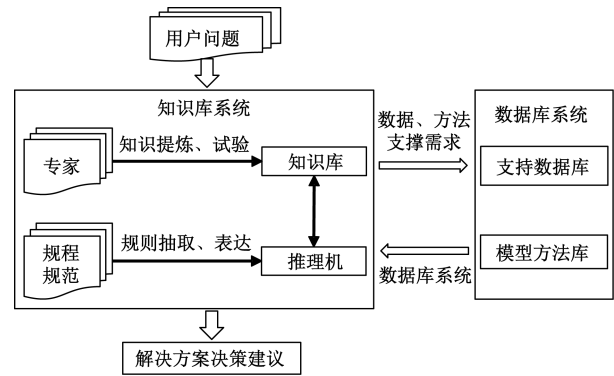 用户问题
知识库系统
专家
知识提炼、试验
知识库
规程
规范
规则抽取、表达
推理机
数据、方法
支撑需求
数据库系统
数据库系统
支持数据库
模型方法库
解决方案决策建议